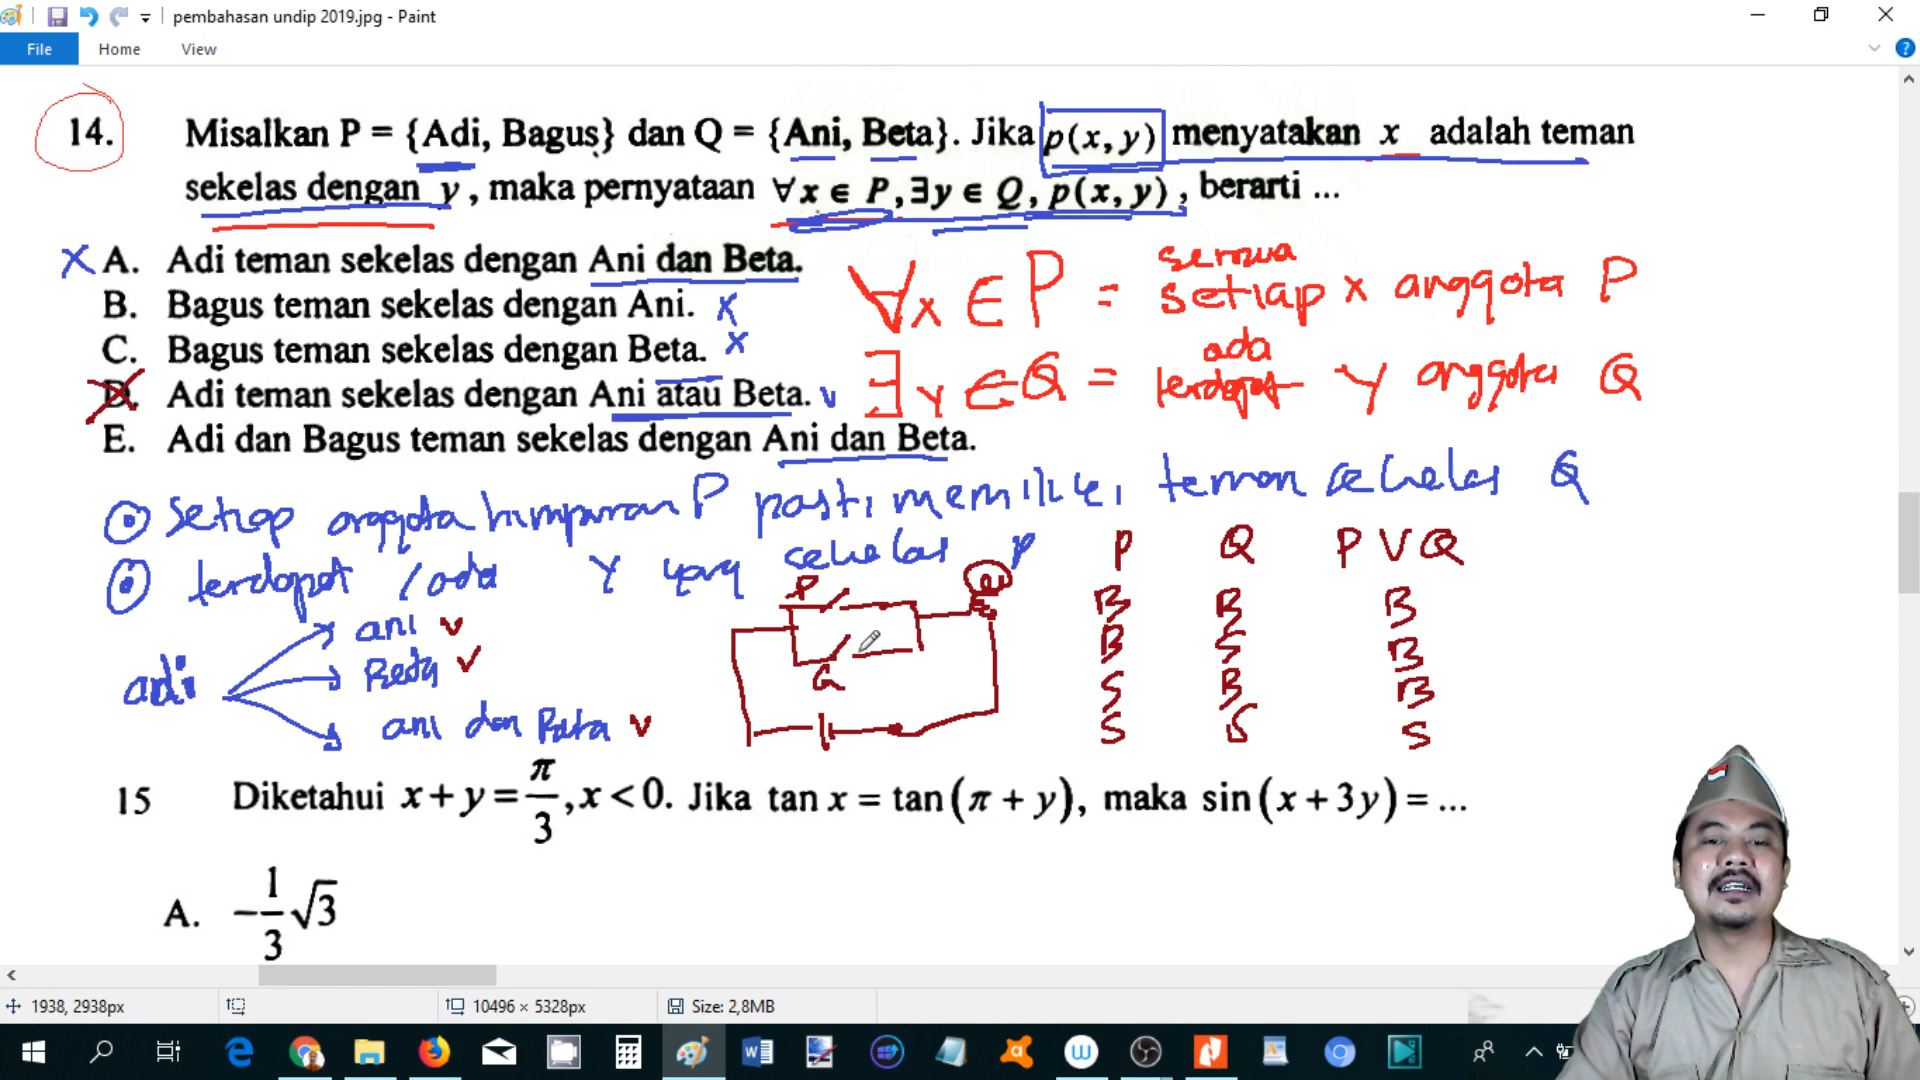 pembahasan undip 2019.jpg - Paint
File Home View
14. Misalkan P = {Adi, Bagus} dan Q = {Ani, Beta}. Jika p(x, y) menyatakan x adalah teman
sekelas dengan y, maka pernyataan ∀x ∈ P, ∃y ∈ Q, p(x, y), berarti ...
X A. Adi teman sekelas dengan Ani dan Beta.
B. Bagus teman sekelas dengan Ani. X
C. Bagus teman sekelas dengan Beta. X
D. Adi teman sekelas dengan Ani atau Beta. v
E. Adi dan Bagus teman sekelas dengan Ani dan Beta.
semua
∀x ∈ P = setiap x anggota P
ada
∃y ∈ Q = terdapat y anggota Q
setiap anggota himpunan P pasti memiliki teman sekelas Q
terdapat / ada y yang sekelas P
adi
ani v
Beta v
ani dan Beta v
P
Q
P Q P V Q
B B B
B S B
S B B
S S S
15 Diketahui x + y = π/3, x < 0. Jika tan x = tan(π + y), maka sin(x + 3y) = ...
A. -1/3 √3
1938, 2938px
10496 × 5328px
Size: 2,8MB